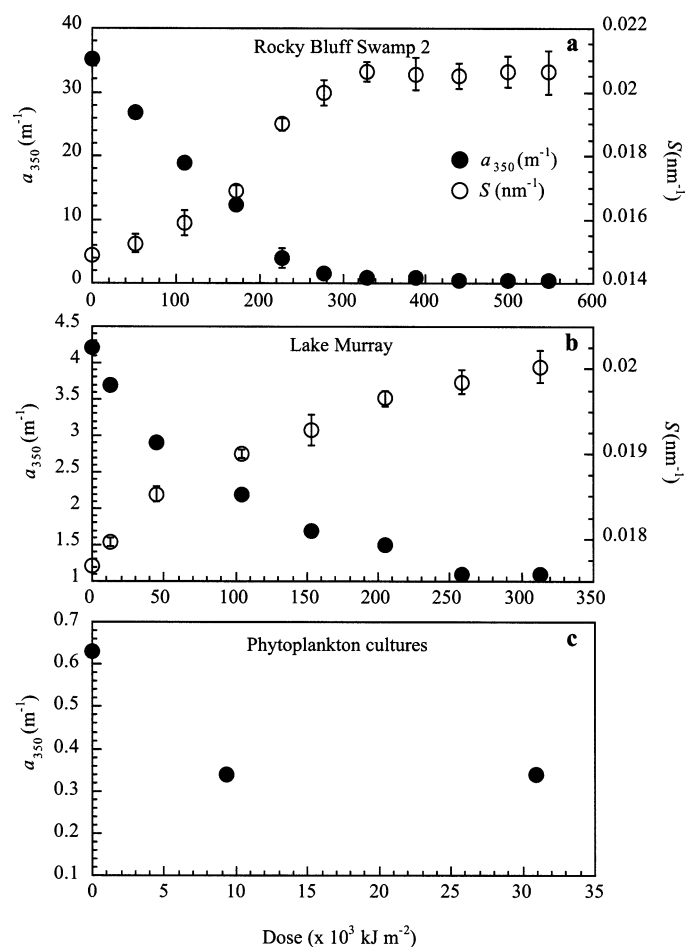 Rocky Bluff Swamp 2
a
40
30
20
10
0
a350 (m-1)
0.022
0.02
0.018
0.016
0.014
S(nm-1)
a350 (m-1)
S (nm-1)
0 100 200 300 400 500 600
Lake Murray
b
4.5
4
3.5
3
2.5
2
1.5
1
a350 (m-1)
0.02
0.019
0.018
S(nm-1)
0 50 100 150 200 250 300 350
Phytoplankton cultures
c
0.7
0.6
0.5
0.4
0.3
0.2
0.1
a350 (m-1)
0 5 10 15 20 25 30 35
Dose (x 103 kJ m-2)